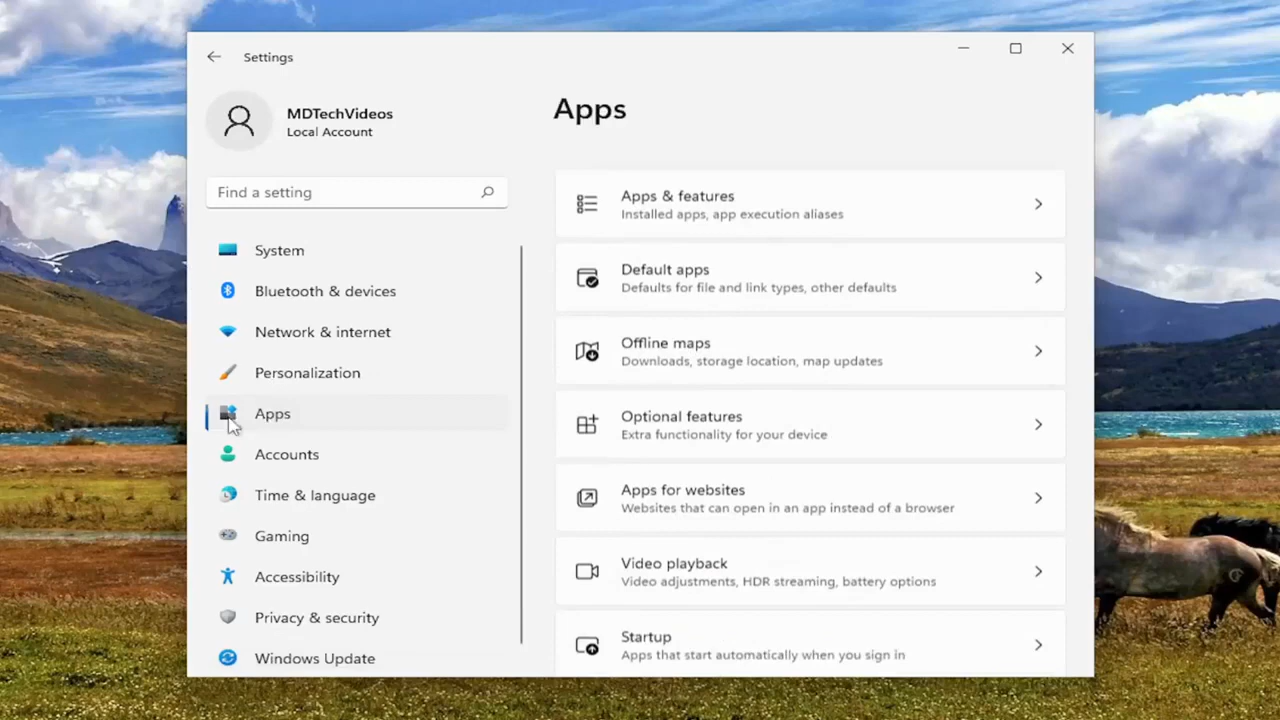 Settings
MDTechVideos
Local Account
Find a setting
System
Bluetooth & devices
Network & internet
Personalization
Apps
Accounts
Time & language
Gaming
Accessibility
Privacy & security
Windows Update
Apps
Apps & features
Installed apps, app execution aliases
Default apps
Defaults for file and link types, other defaults
Offline maps
Downloads, storage location, map updates
Optional features
Extra functionality for your device
Apps for websites
Websites that can open in an app instead of a browser
Video playback
Video adjustments, HDR streaming, battery options
Startup
Apps that start automatically when you sign in